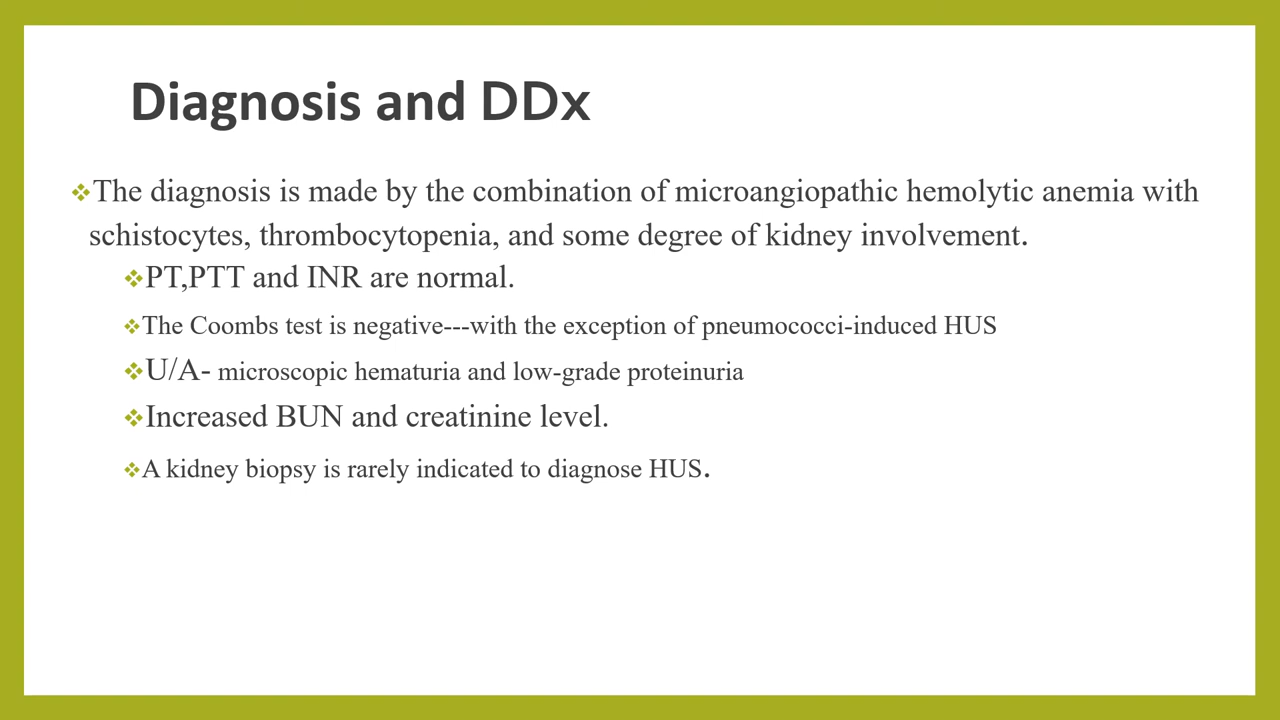 Diagnosis and DDx
❖The diagnosis is made by the combination of microangiopathic hemolytic anemia with
schistocytes, thrombocytopenia, and some degree of kidney involvement.
❖PT,PTT and INR are normal.
❖The Coombs test is negative---with the exception of pneumococci-induced HUS
❖U/A- microscopic hematuria and low-grade proteinuria
❖Increased BUN and creatinine level.
❖A kidney biopsy is rarely indicated to diagnose HUS.